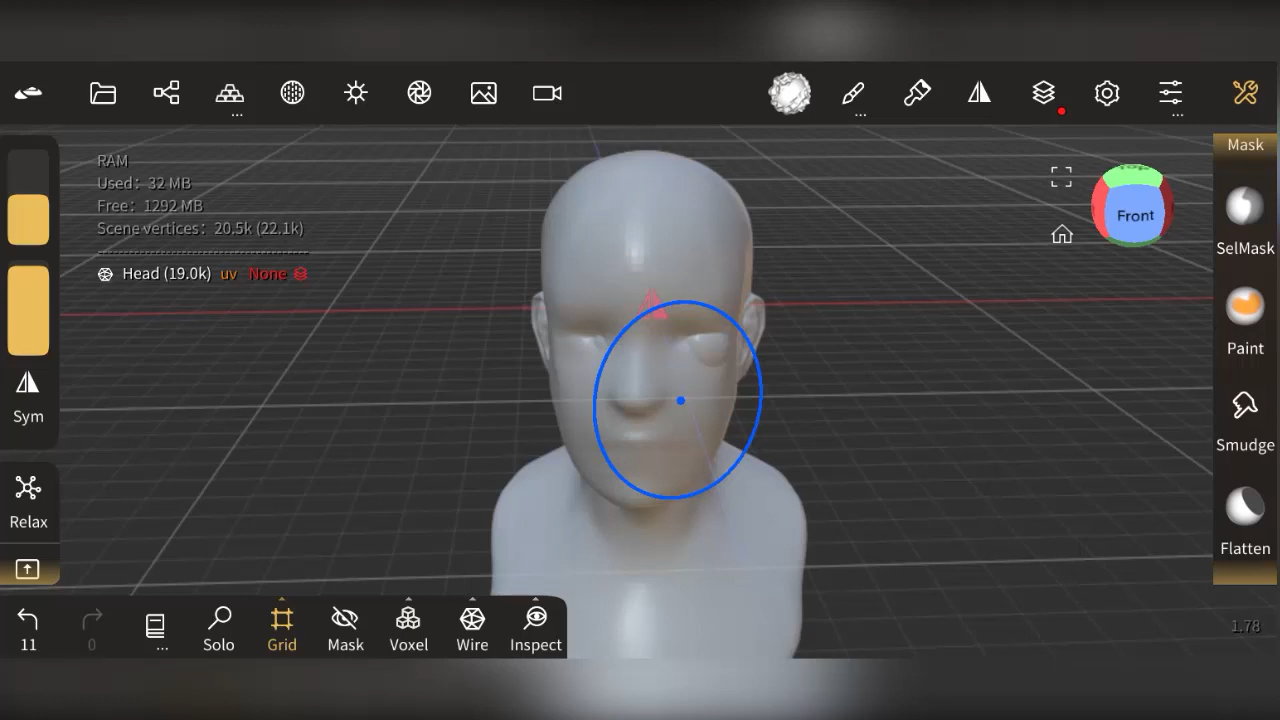 RAM
Used: 32 MB
Free: 1292 MB
Scene vertices: 20.5k (22.1k)
Head (19.0k) uv None
Top
Front
Mask
SelMask
Paint
Smudge
Flatten
Sym
Relax
11
0
...
Solo
Grid
Mask
Voxel
Wire
Inspect
1.78